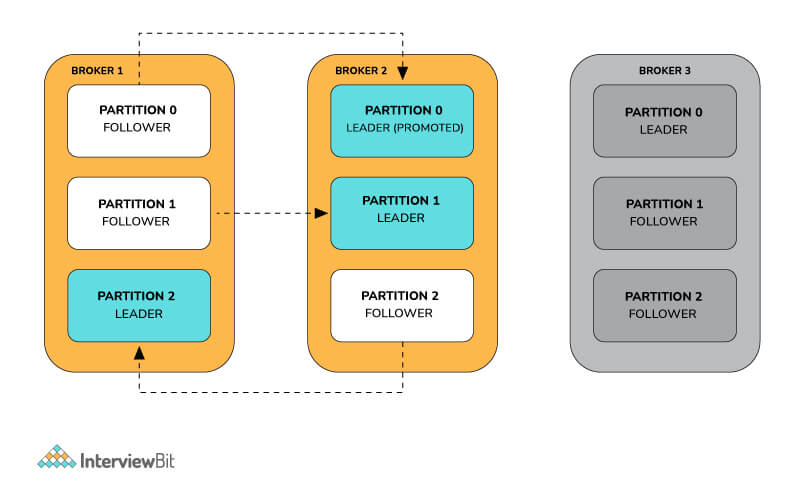 BROKER 1
PARTITION 0
FOLLOWER
PARTITION 1
FOLLOWER
PARTITION 2
LEADER
BROKER 2
PARTITION 0
LEADER (PROMOTED)
PARTITION 1
LEADER
PARTITION 2
FOLLOWER
BROKER 3
PARTITION 0
LEADER
PARTITION 1
FOLLOWER
PARTITION 2
FOLLOWER
InterviewBit